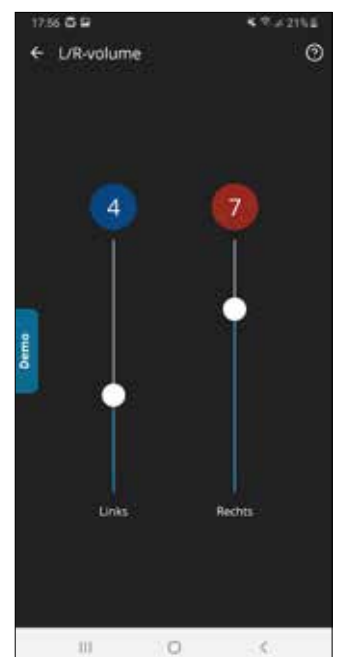 17:56 21%
← L/R-volume ?
4 7
Demo
Links Rechts